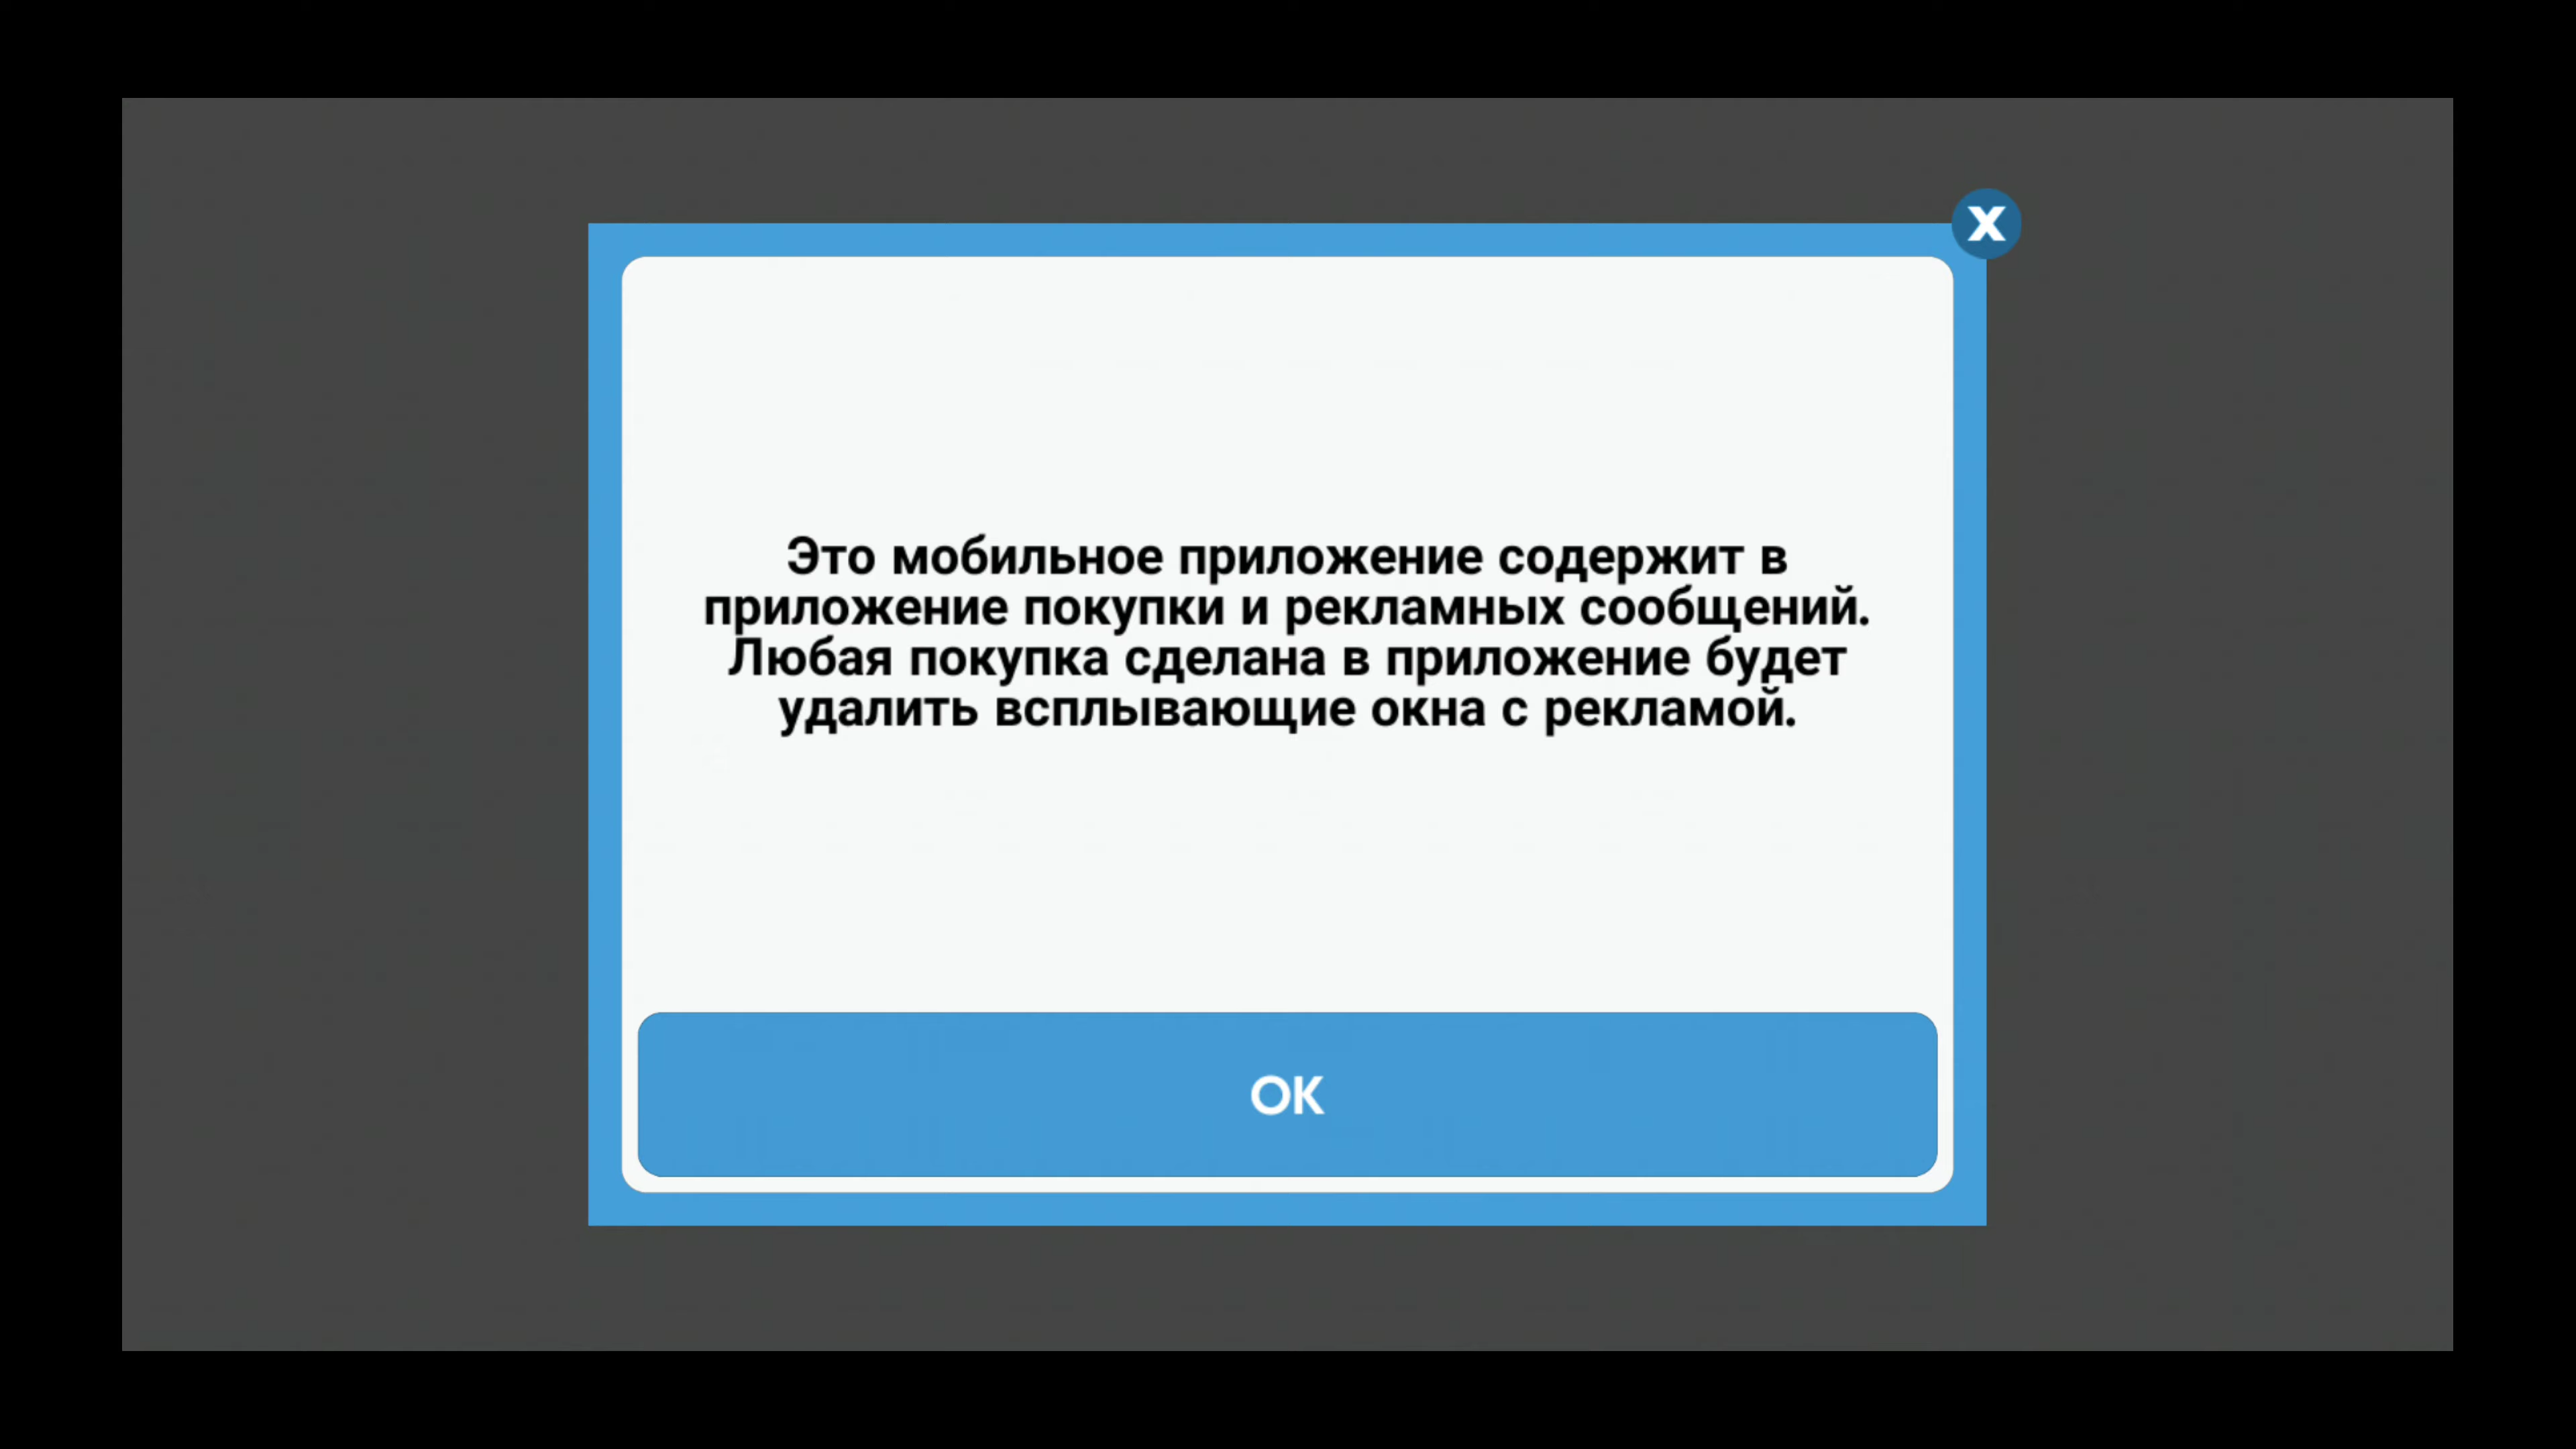 X
Это мобильное приложение содержит в
приложение покупки и рекламных сообщений.
Любая покупка сделана в приложение будет
удалить всплывающие окна с рекламой.
OK